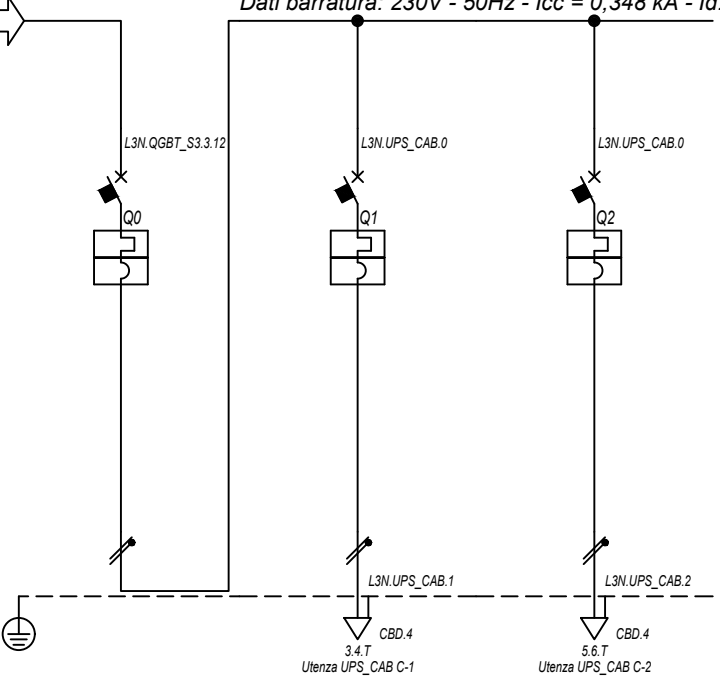 Dati barratura: 230V - 50Hz - Icc = 0,348 kA - Id:
L3N.QGBT_S3.3.12
L3N.UPS_CAB.0
L3N.UPS_CAB.0
Q0
Q1
Q2
L3N.UPS_CAB.1
L3N.UPS_CAB.2
CBD.4
CBD.4
3.4.T
5.6.T
Utenza UPS_CAB C-1
Utenza UPS_CAB C-2